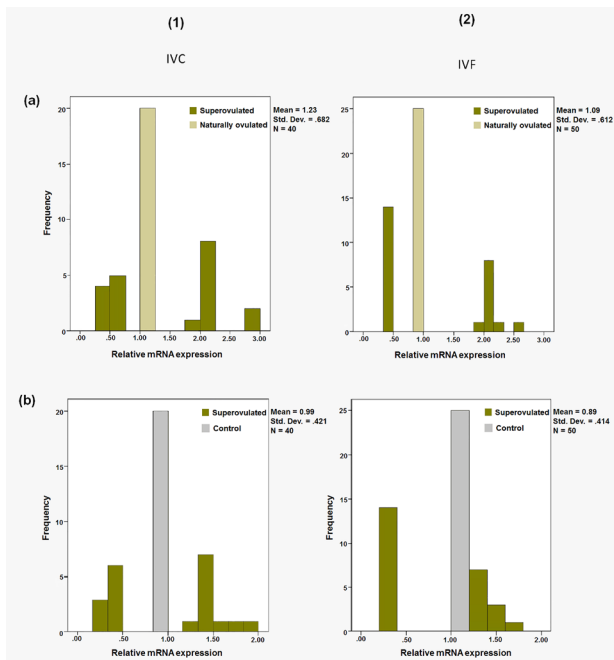 (1)
(2)
IVC
IVF
(a)
Superovulated
Naturally ovulated
Mean = 1.23
Std. Dev. = .682
N = 40
Frequency
20
15
10
5
0
.00 .50 1.00 1.50 2.00 2.50 3.00
Relative mRNA expression
Superovulated
Naturally ovulated
Mean = 1.09
Std. Dev. = .612
N = 50
25
20
15
10
5
0
.00 .50 1.00 1.50 2.00 2.50 3.00
Relative mRNA expression
(b)
Superovulated
Control
Mean = 0.99
Std. Dev. = .421
N = 40
Frequency
20
15
10
5
0
.00 .50 1.00 1.50 2.00
Relative mRNA expression
Superovulated
Control
Mean = 0.89
Std. Dev. = .414
N = 50
Frequency
25
20
15
10
5
0
.00 .50 1.00 1.50 2.00
Relative mRNA expression